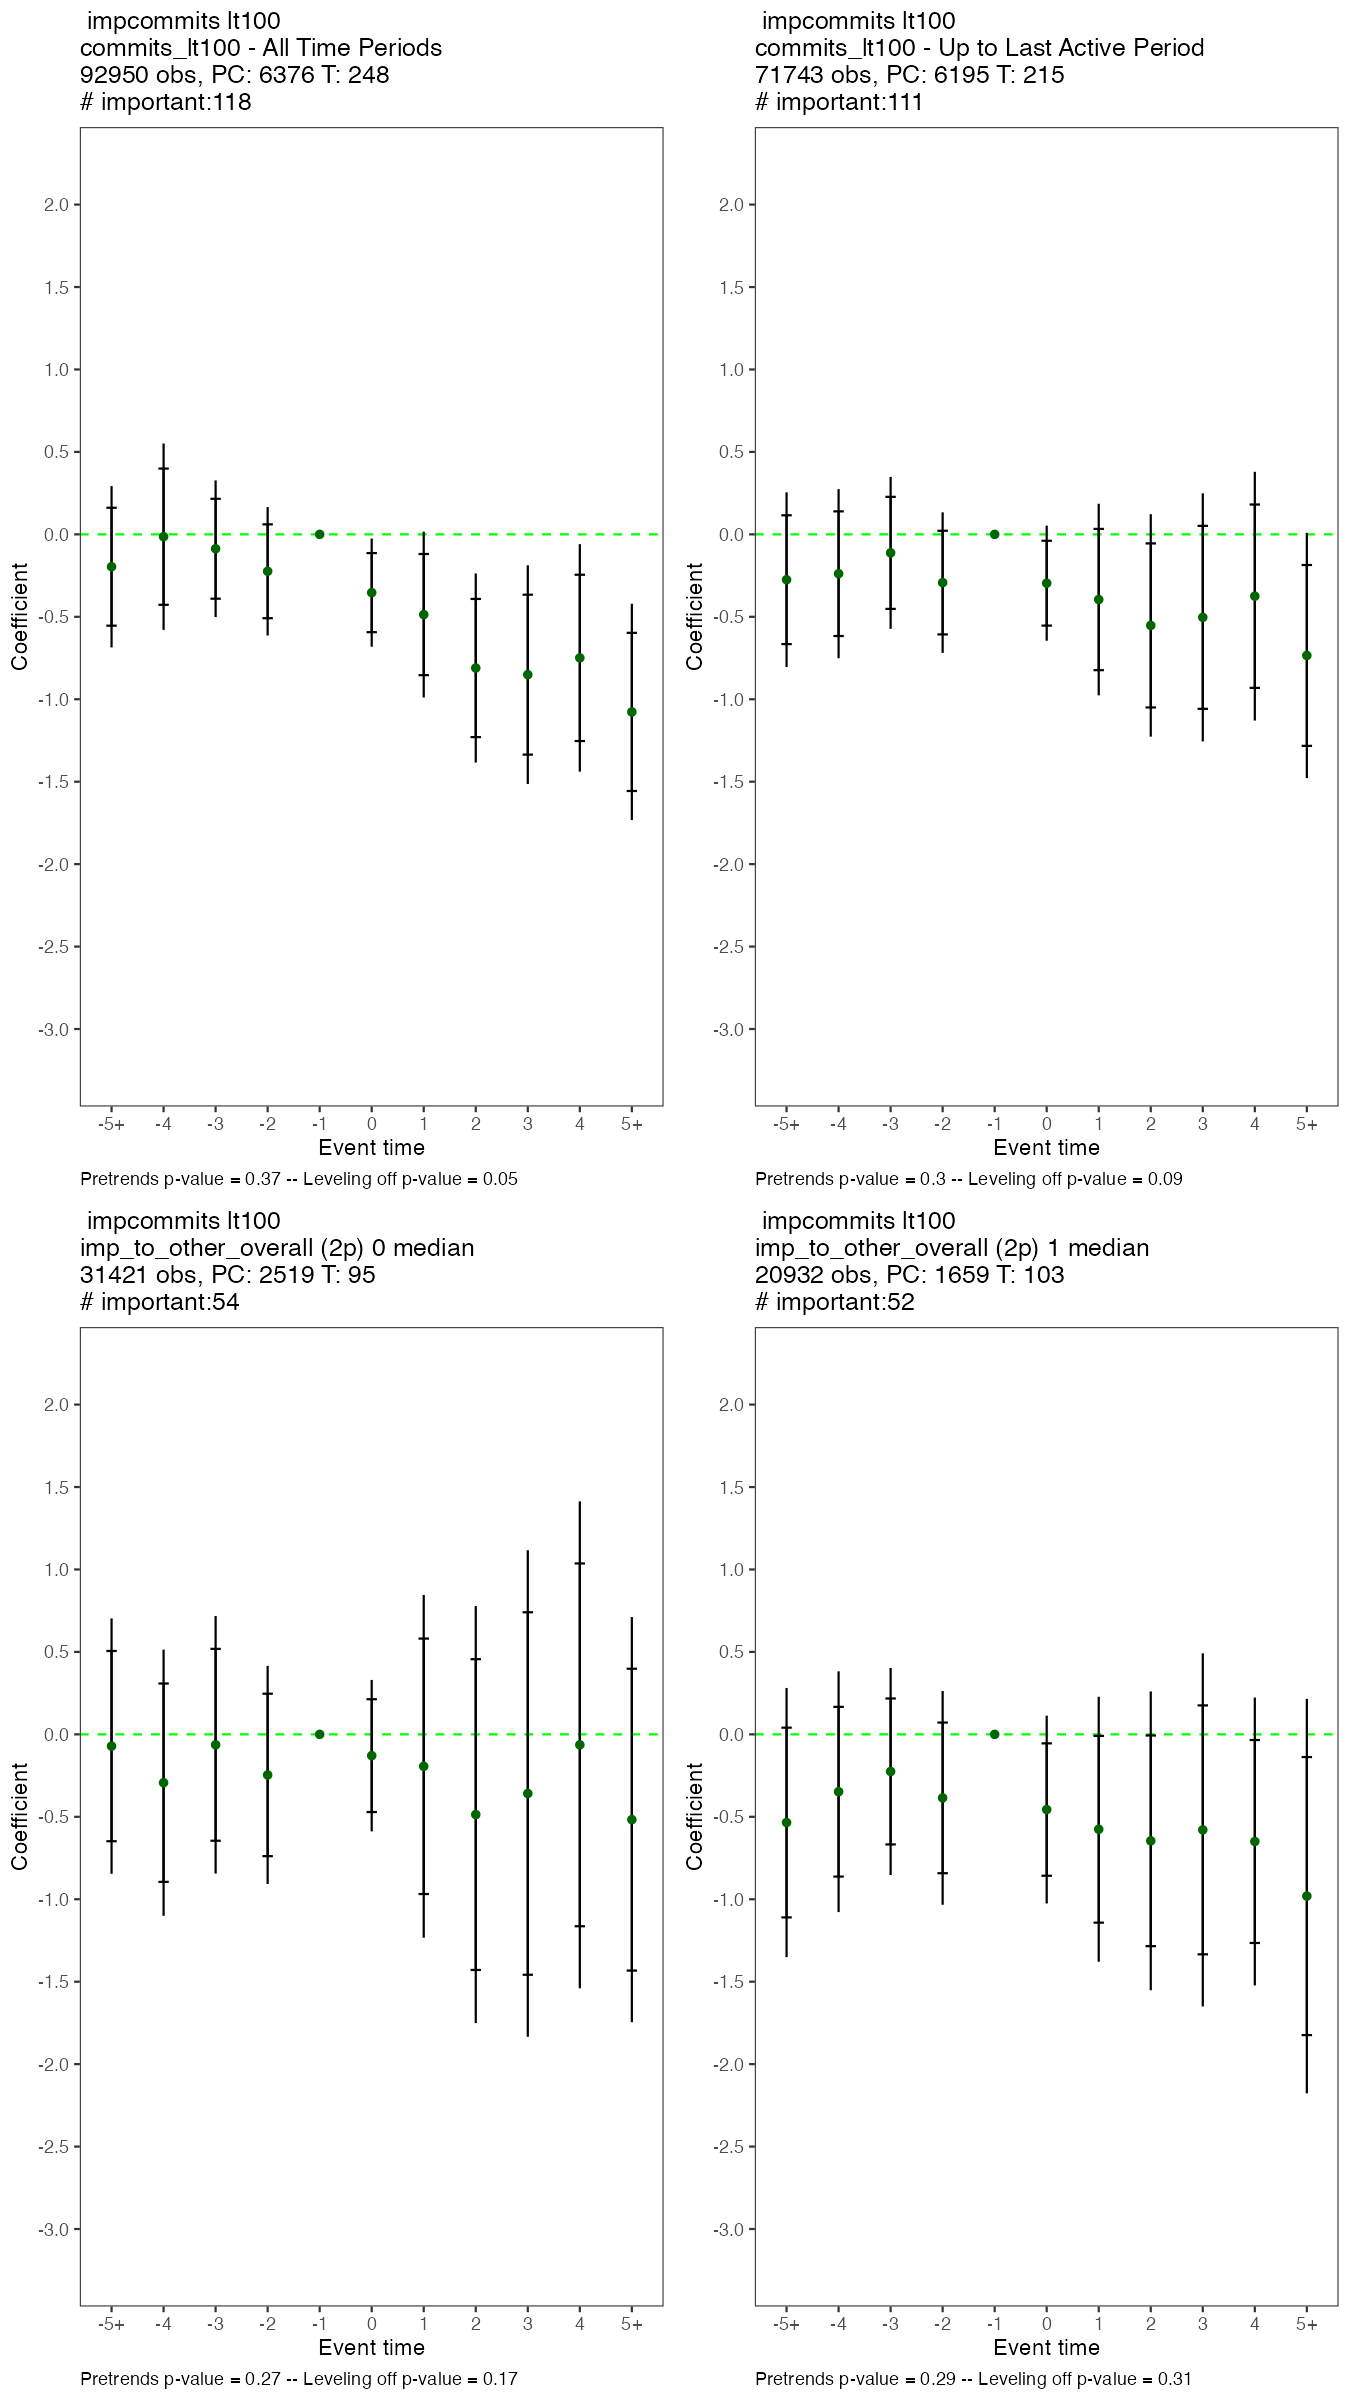 impcommits lt100
commits_lt100 - All Time Periods
92950 obs, PC: 6376 T: 248
# important:118
2.0
1.5
1.0
0.5
0.0
-0.5
-1.0
-1.5
-2.0
-2.5
-3.0
Coefficient
-5+ -4 -3 -2 -1 0 1 2 3 4 5+
Event time
Pretrends p-value = 0.37 -- Leveling off p-value = 0.05
impcommits lt100
commits_lt100 - Up to Last Active Period
71743 obs, PC: 6195 T: 215
# important:111
2.0
1.5
1.0
0.5
0.0
-0.5
-1.0
-1.5
-2.0
-2.5
-3.0
Coefficient
-5+ -4 -3 -2 -1 0 1 2 3 4 5+
Event time
Pretrends p-value = 0.3 -- Leveling off p-value = 0.09
impcommits lt100
imp_to_other_overall (2p) 0 median
31421 obs, PC: 2519 T: 95
# important:54
2.0
1.5
1.0
0.5
0.0
-0.5
-1.0
-1.5
-2.0
-2.5
-3.0
Coefficient
-5+ -4 -3 -2 -1 0 1 2 3 4 5+
Event time
Pretrends p-value = 0.27 -- Leveling off p-value = 0.17
impcommits lt100
imp_to_other_overall (2p) 1 median
20932 obs, PC: 1659 T: 103
# important:52
2.0
1.5
1.0
0.5
0.0
-0.5
-1.0
-1.5
-2.0
-2.5
-3.0
Coefficient
-5+ -4 -3 -2 -1 0 1 2 3 4 5+
Event time
Pretrends p-value = 0.29 -- Leveling off p-value = 0.31